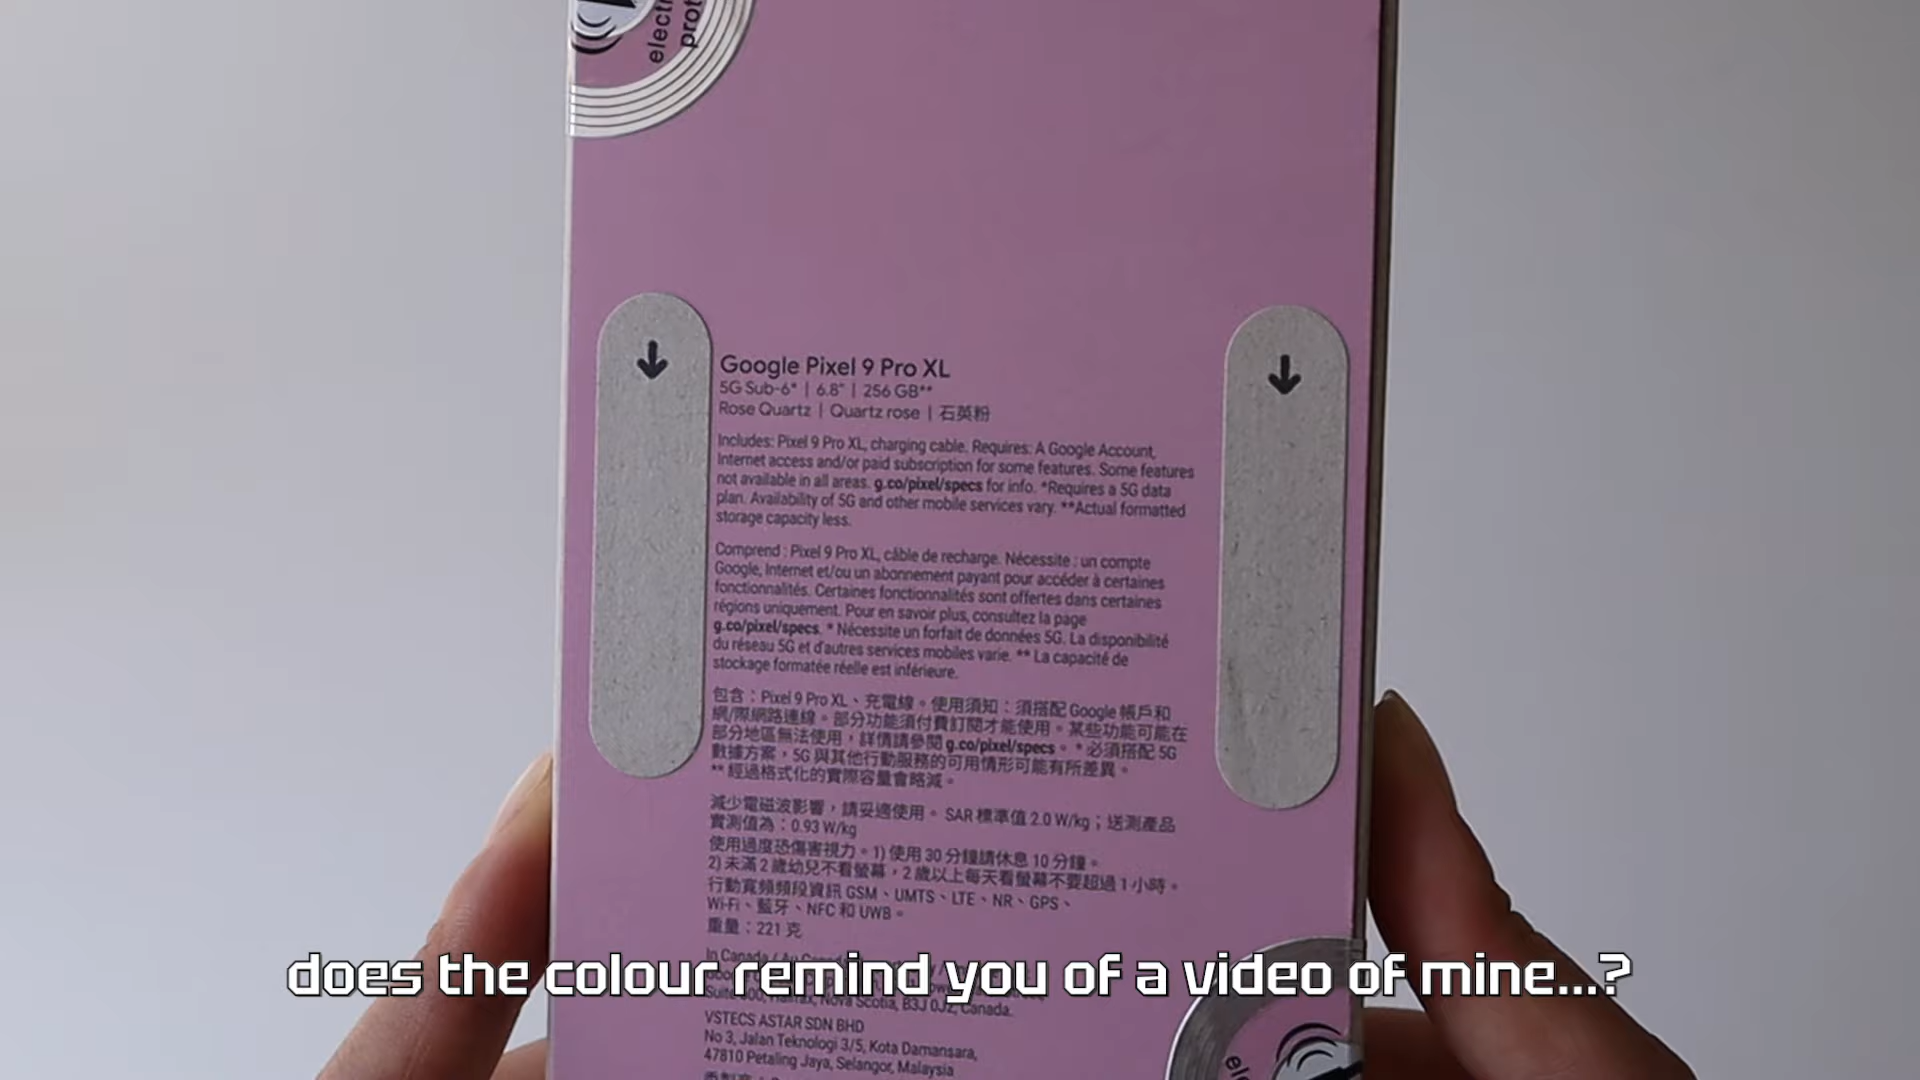 elect
prot
Google Pixel 9 Pro XL
5G Sub-6* | 6.8" | 256 GB**
Rose Quartz | Quartz rose | 石英粉
Includes: Pixel 9 Pro XL, charging cable. Requires: A Google Account,
Internet access and/or paid subscription for some features. Some features
not available in all areas. g.co/pixel/specs for info. *Requires a 5G data
plan. Availability of 5G and other mobile services vary. **Actual formatted
storage capacity less.
Comprend : Pixel 9 Pro XL, câble de recharge. Nécessite : un compte
Google, Internet et/ou un abonnement payant pour accéder à certaines
fonctionnalités. Certaines fonctionnalités sont offertes dans certaines
régions uniquement. Pour en savoir plus, consultez la page
g.co/pixel/specs. * Nécessite un forfait de données 5G. La disponibilité
du réseau 5G et d'autres services mobiles varie. ** La capacité de
stockage formatée réelle est inférieure.
包含：Pixel 9 Pro XL、充電線。使用須知：須搭配 Google 帳戶和
網/際網路連線。部分功能須付費訂閱才能使用。某些功能可能在
部分地區無法使用，詳情請參閱 g.co/pixel/specs。 * 必須搭配 5G
數據方案，5G 與其他行動服務的可用情形可能有所差異。
** 經過格式化的實際容量會略減。
減少電磁波影響，請妥適使用。 SAR 標準值 2.0 W/kg；送測產品
實測值為：0.93 W/kg
使用過度恐傷害視力。1) 使用 30 分鐘請休息 10 分鐘。
2) 未滿 2 歲幼兒不看螢幕，2 歲以上每天看螢幕不要超過 1 小時。
行動寬頻頻段資訊 GSM、UMTS、LTE、NR、GPS、
Wi-Fi、藍牙、NFC 和 UWB。
重量：221 克
In Canada / Au
does the colour remind you of a video of mine...?
Halifax, Nova Scotia, B3J 0J2, Canada.
VSTECS ASTAR SDN BHD
No 3, Jalan Teknologi 3/5, Kota Damansara,
47810 Petaling Jaya, Selangor, Malaysia